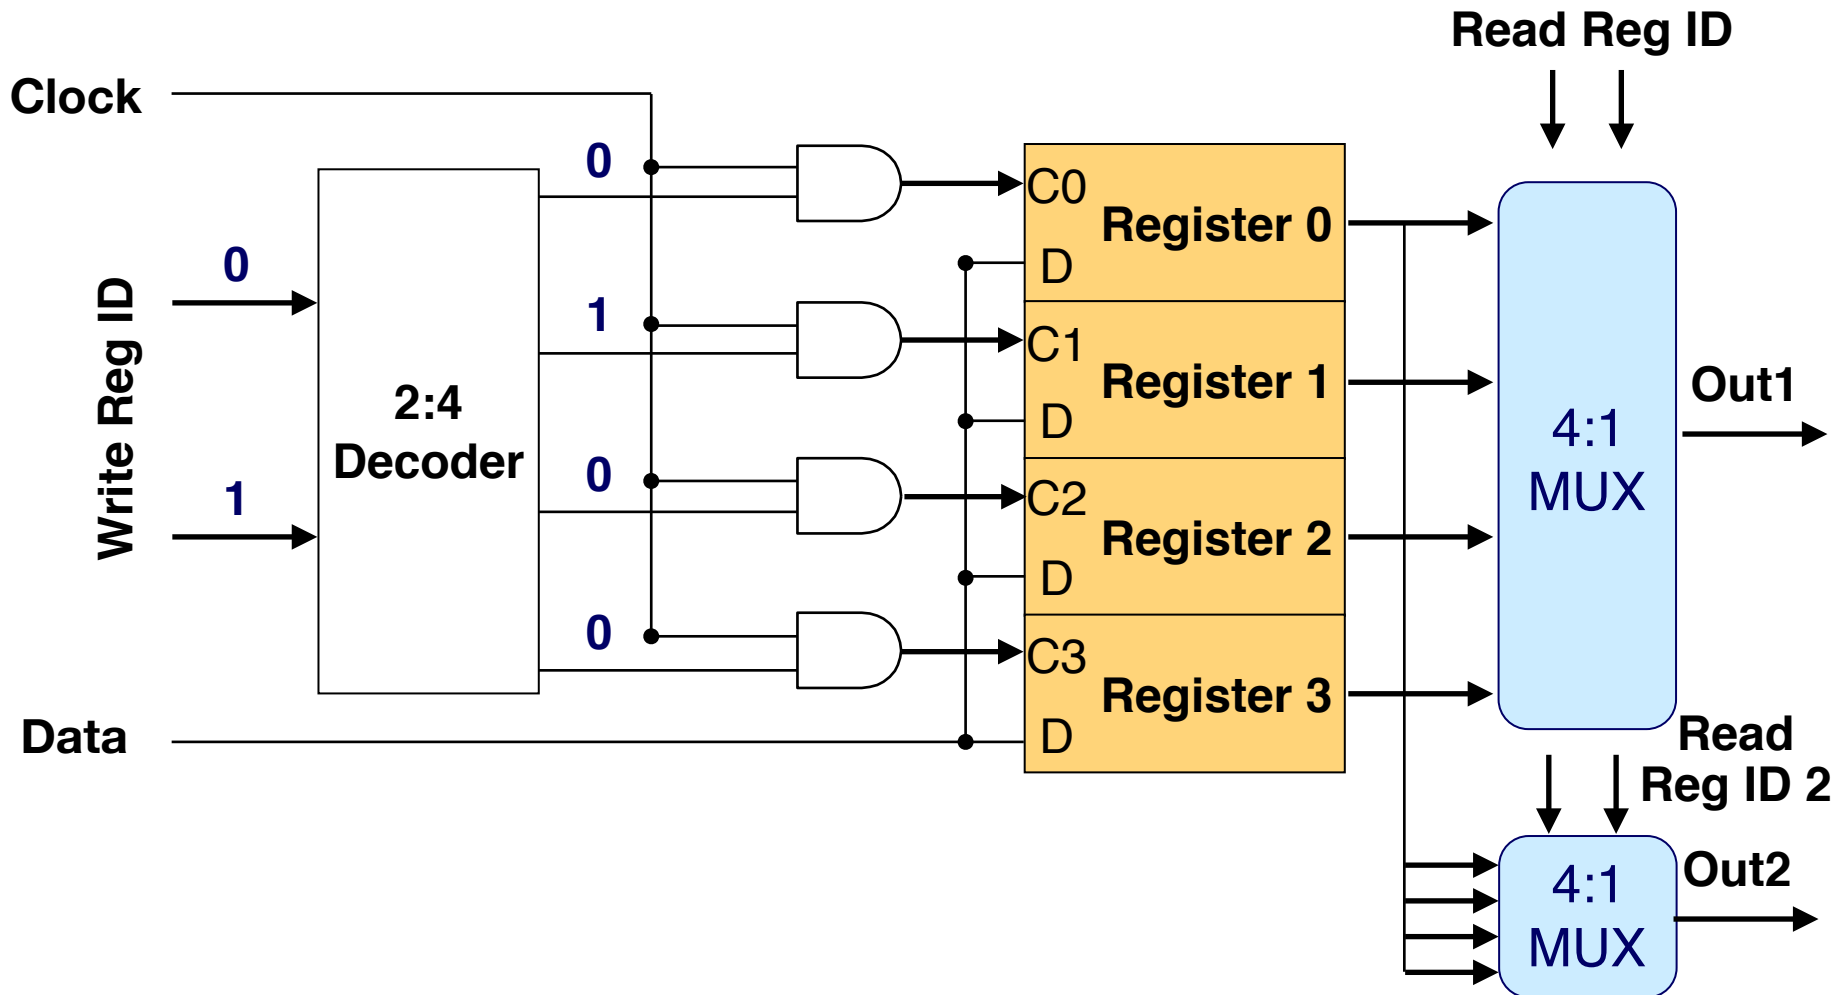 Read Reg ID
Clock
0
C0
Register 0
D
0
1
C1
Register 1
D
Write Reg ID
2:4
Decoder
4:1
MUX
Out1
1
0
C2
Register 2
D
0
C3
Register 3
D
Data
Read
Reg ID 2
4:1
MUX
Out2